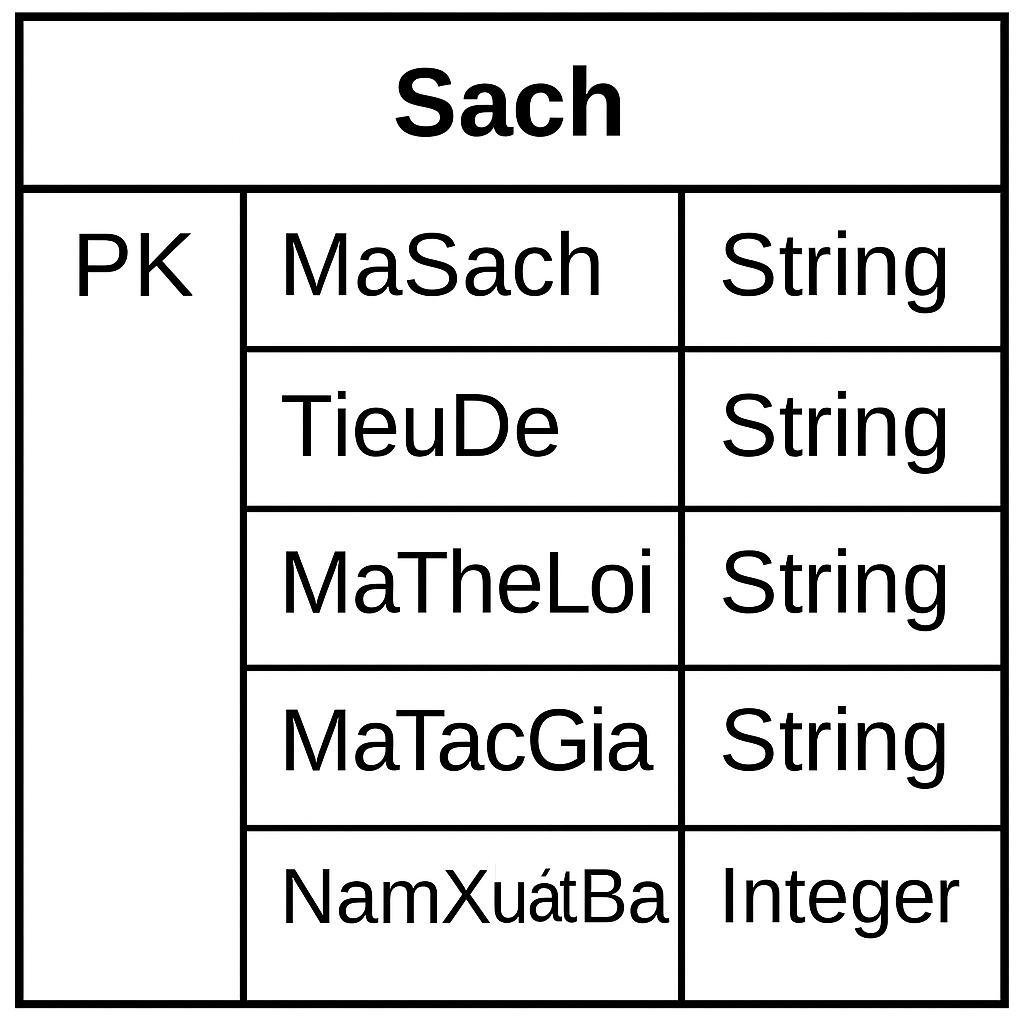 Sach
PK MaSach String
TieuDe String
MaTheLoi String
MaTacGia String
NamXuátBa Integer